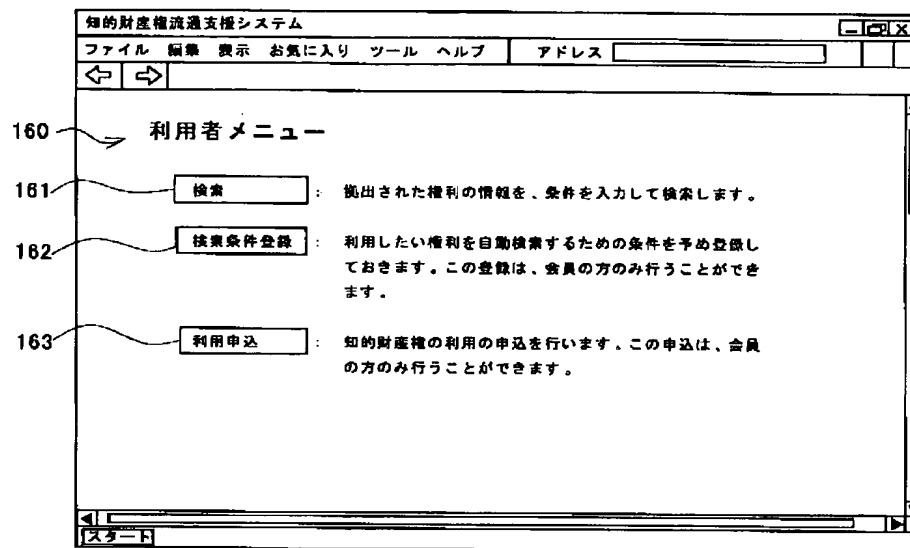 知的財産権流通支援システム
ファイル 編集 表示 お気に入り ツール ヘルプ アドレス
160 利用者メニュー
161 検索 : 拠出された権利の情報を、条件を入力して検索します。
162 検索条件登録 : 利用したい権利を自動検索するための条件を予め登録し
ておきます。この登録は、会員の方のみ行うことができ
ます。
163 利用申込 : 知的財産権の利用の申込を行います。この申込は、会員
の方のみ行うことができます。
スタート